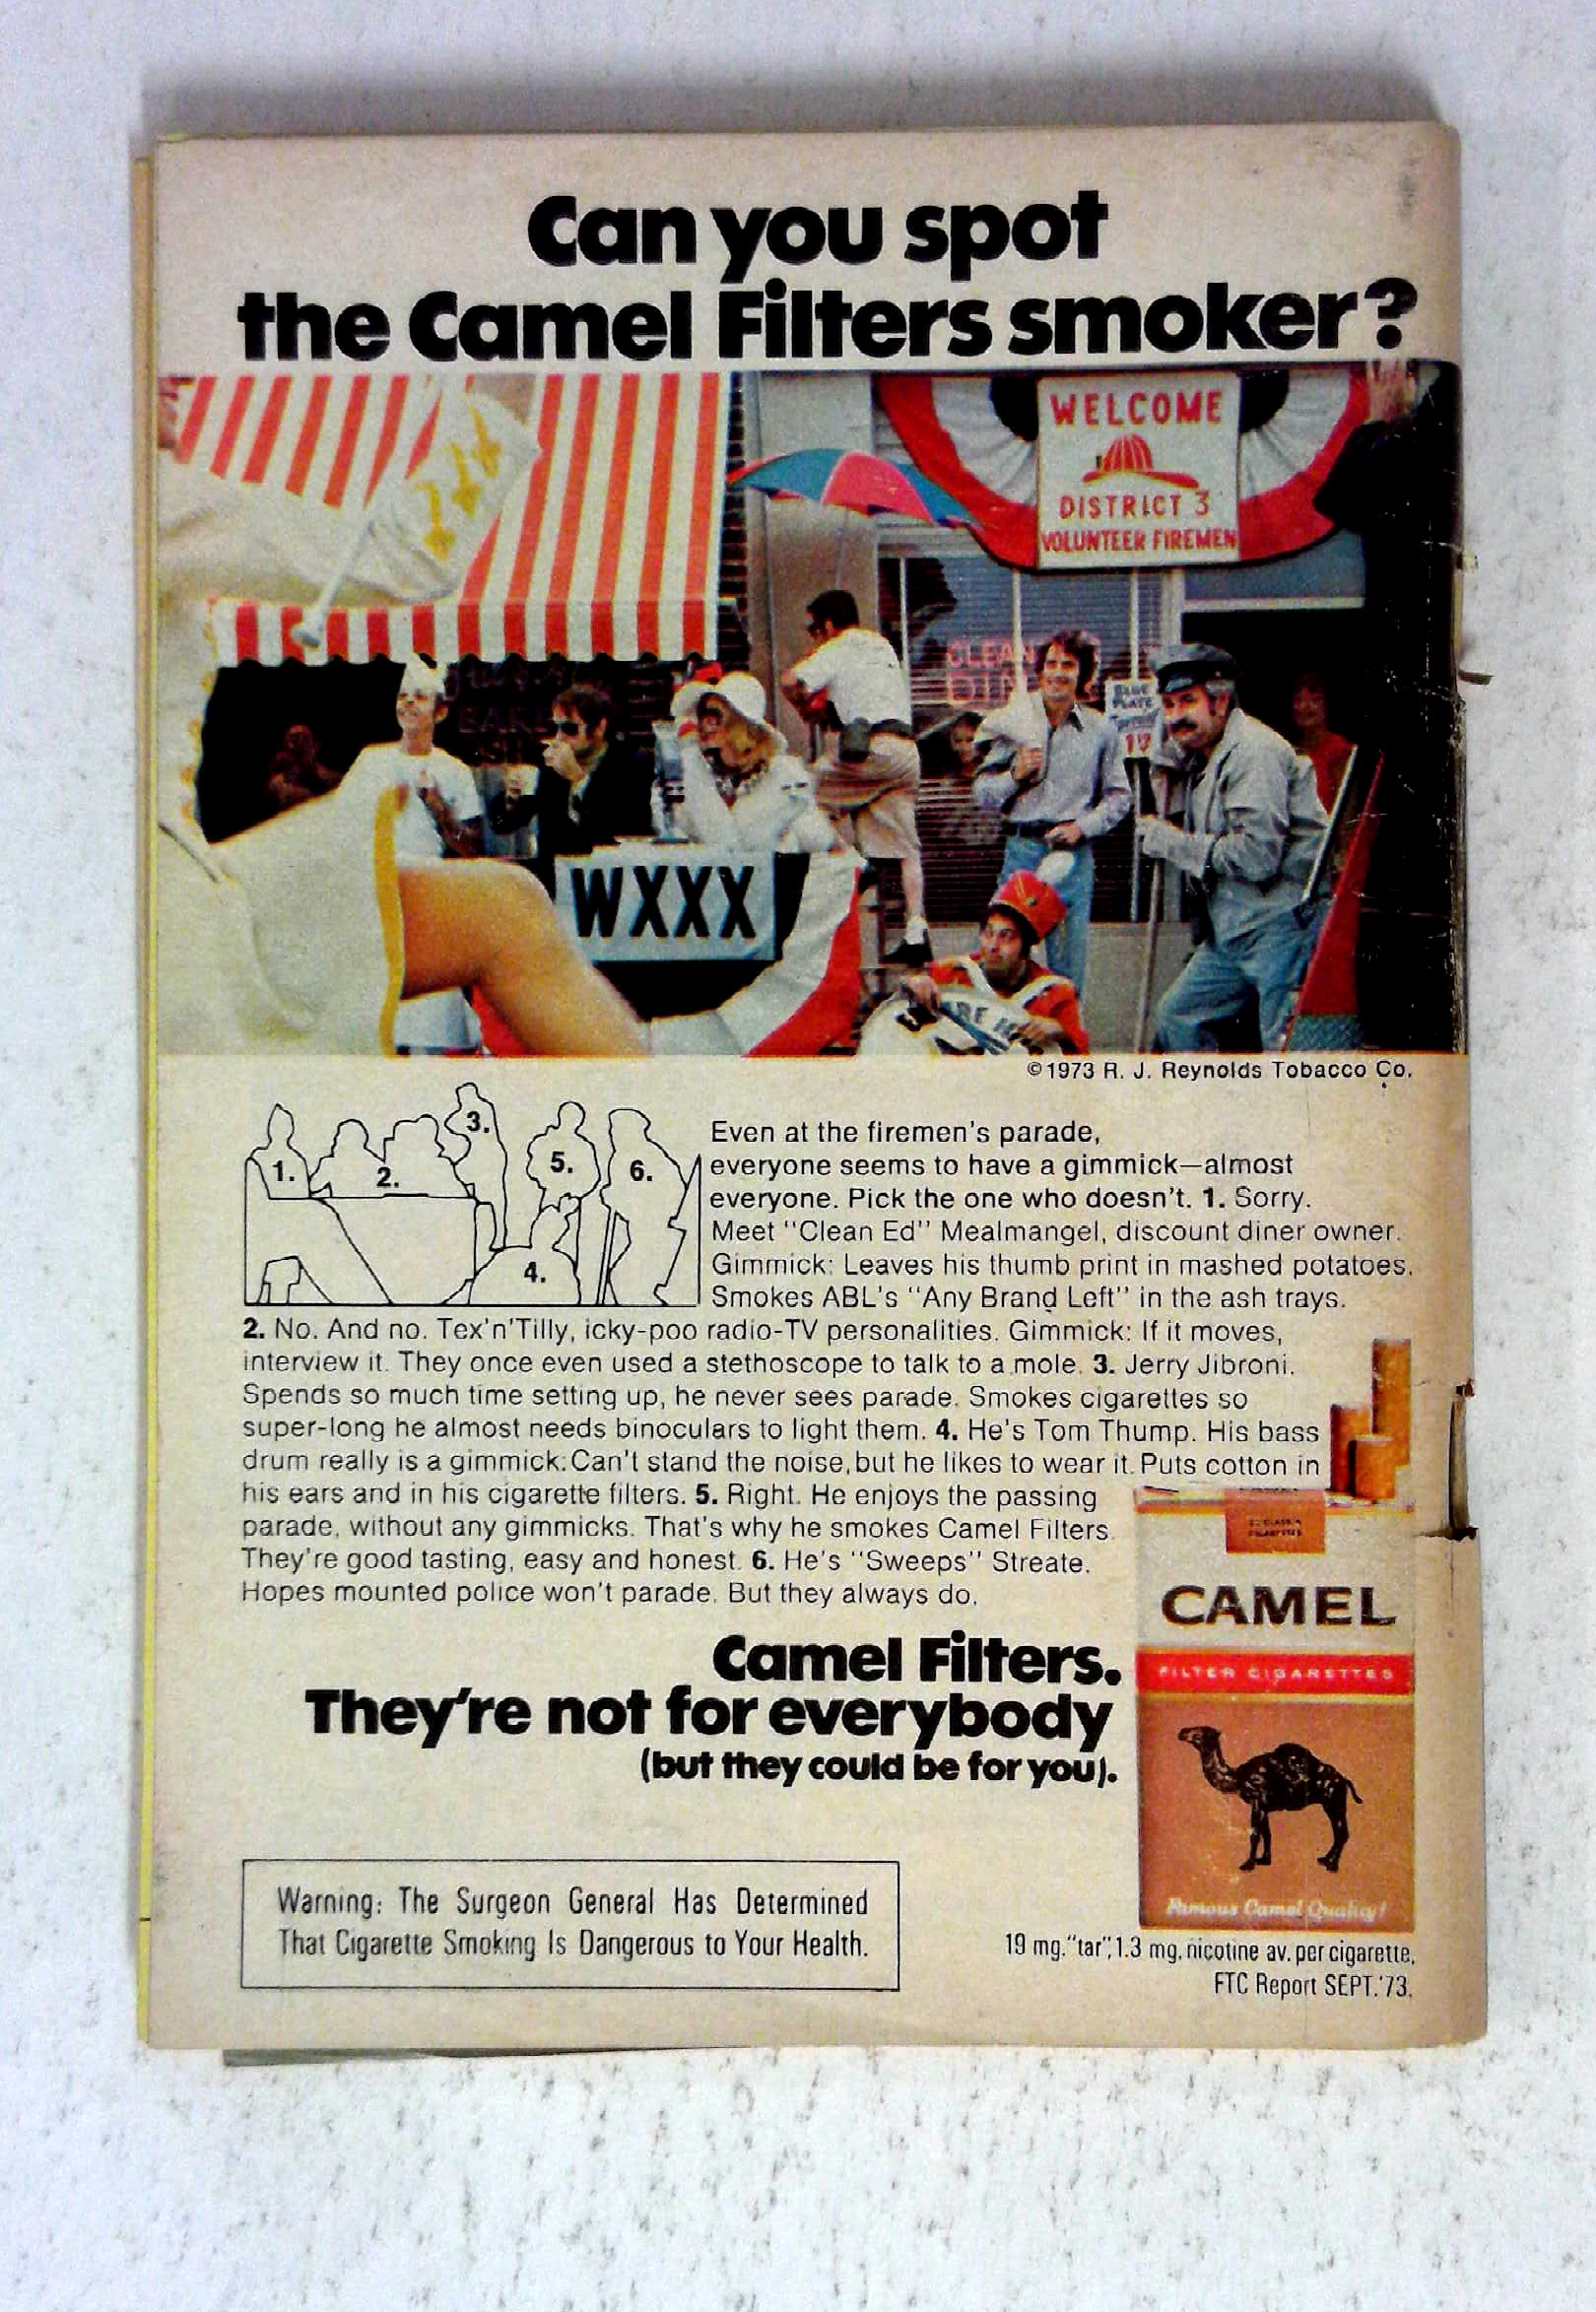 Can you spot
the Camel Filters smoker?
WELCOME
DISTRICT 3
VOLUNTEER FIREMEN
CLEAN
BLUE
PLATE
WXXX
©1973 R. J. Reynolds Tobacco Co.
1.
2.
3.
4.
5.
6.
Even at the firemen's parade,
everyone seems to have a gimmick—almost
everyone. Pick the one who doesn't. 1. Sorry.
Meet "Clean Ed" Mealmangel, discount diner owner.
Gimmick: Leaves his thumb print in mashed potatoes.
Smokes ABL's "Any Brand Left" in the ash trays.
2. No. And no. Tex'n'Tilly, icky-poo radio-TV personalities. Gimmick: If it moves,
interview it. They once even used a stethoscope to talk to a mole. 3. Jerry Jibroni.
Spends so much time setting up, he never sees parade. Smokes cigarettes so
super-long he almost needs binoculars to light them. 4. He's Tom Thump. His bass
drum really is a gimmick. Can't stand the noise, but he likes to wear it. Puts cotton in
his ears and in his cigarette filters. 5. Right. He enjoys the passing
parade, without any gimmicks. That's why he smokes Camel Filters.
They're good tasting, easy and honest. 6. He's "Sweeps" Streate.
Hopes mounted police won't parade. But they always do.
CAMEL
FILTER CIGARETTES
Famous Camel Quality!
Camel Filters.
They're not for everybody
(but they could be for you).
Warning: The Surgeon General Has Determined
That Cigarette Smoking Is Dangerous to Your Health.
19 mg. "tar", 1.3 mg. nicotine av. per cigarette,
FTC Report SEPT. '73.